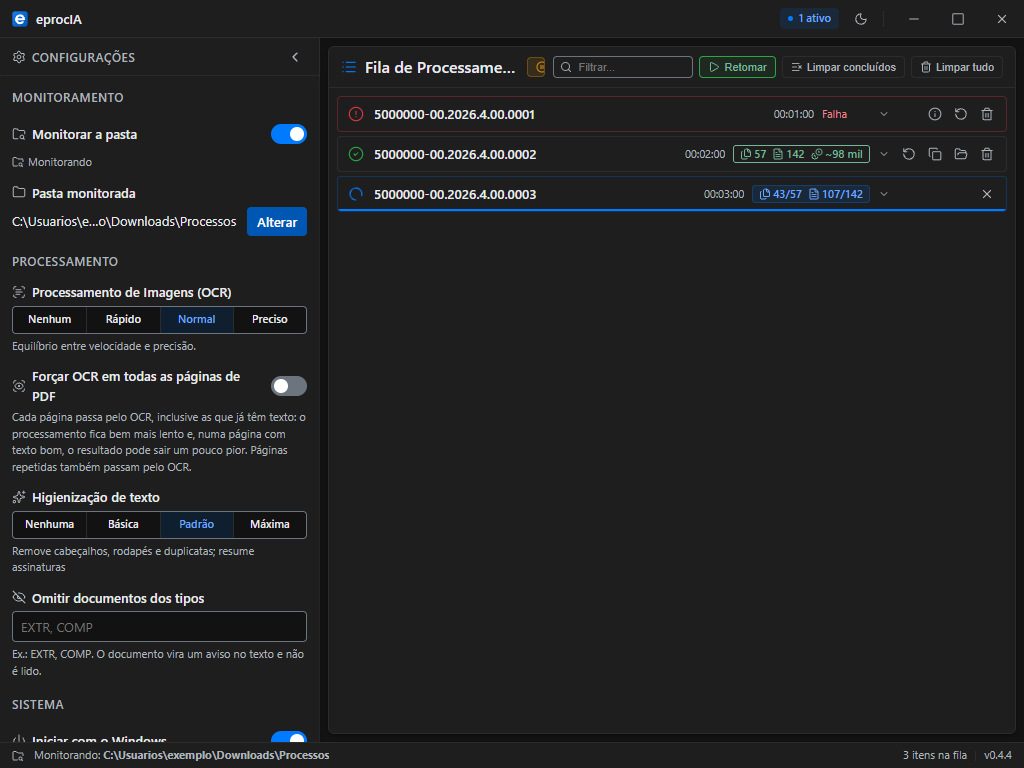 eprocIA
1 ativo
CONFIGURAÇÕES
MONITORAMENTO
Monitorar a pasta
Monitorando
Pasta monitorada
C:\Usuarios\e...o\Downloads\Processos
Alterar
PROCESSAMENTO
Processamento de Imagens (OCR)
Nenhum Rápido Normal Preciso
Equilíbrio entre velocidade e precisão.
Forçar OCR em todas as páginas de
PDF
Cada página passa pelo OCR, inclusive as que já têm texto: o
processamento fica bem mais lento e, numa página com
texto bom, o resultado pode sair um pouco pior. Páginas
repetidas também passam pelo OCR.
Higienização de texto
Nenhuma Básica Padrão Máxima
Remove cabeçalhos, rodapés e duplicatas; resume
assinaturas
Omitir documentos dos tipos
EXTR, COMP
Ex.: EXTR, COMP. O documento vira um aviso no texto e não
é lido.
SISTEMA
Iniciar com o Windows
Fila de Processame...
Filtrar...
Retomar
Limpar concluídos
Limpar tudo
5000000-00.2026.4.00.0001 00:01:00 Falha
5000000-00.2026.4.00.0002 00:02:00 57 142 ~98 mil
5000000-00.2026.4.00.0003 00:03:00 43/57 107/142
Monitorando: C:\Usuarios\exemplo\Downloads\Processos
3 itens na fila v0.4.4